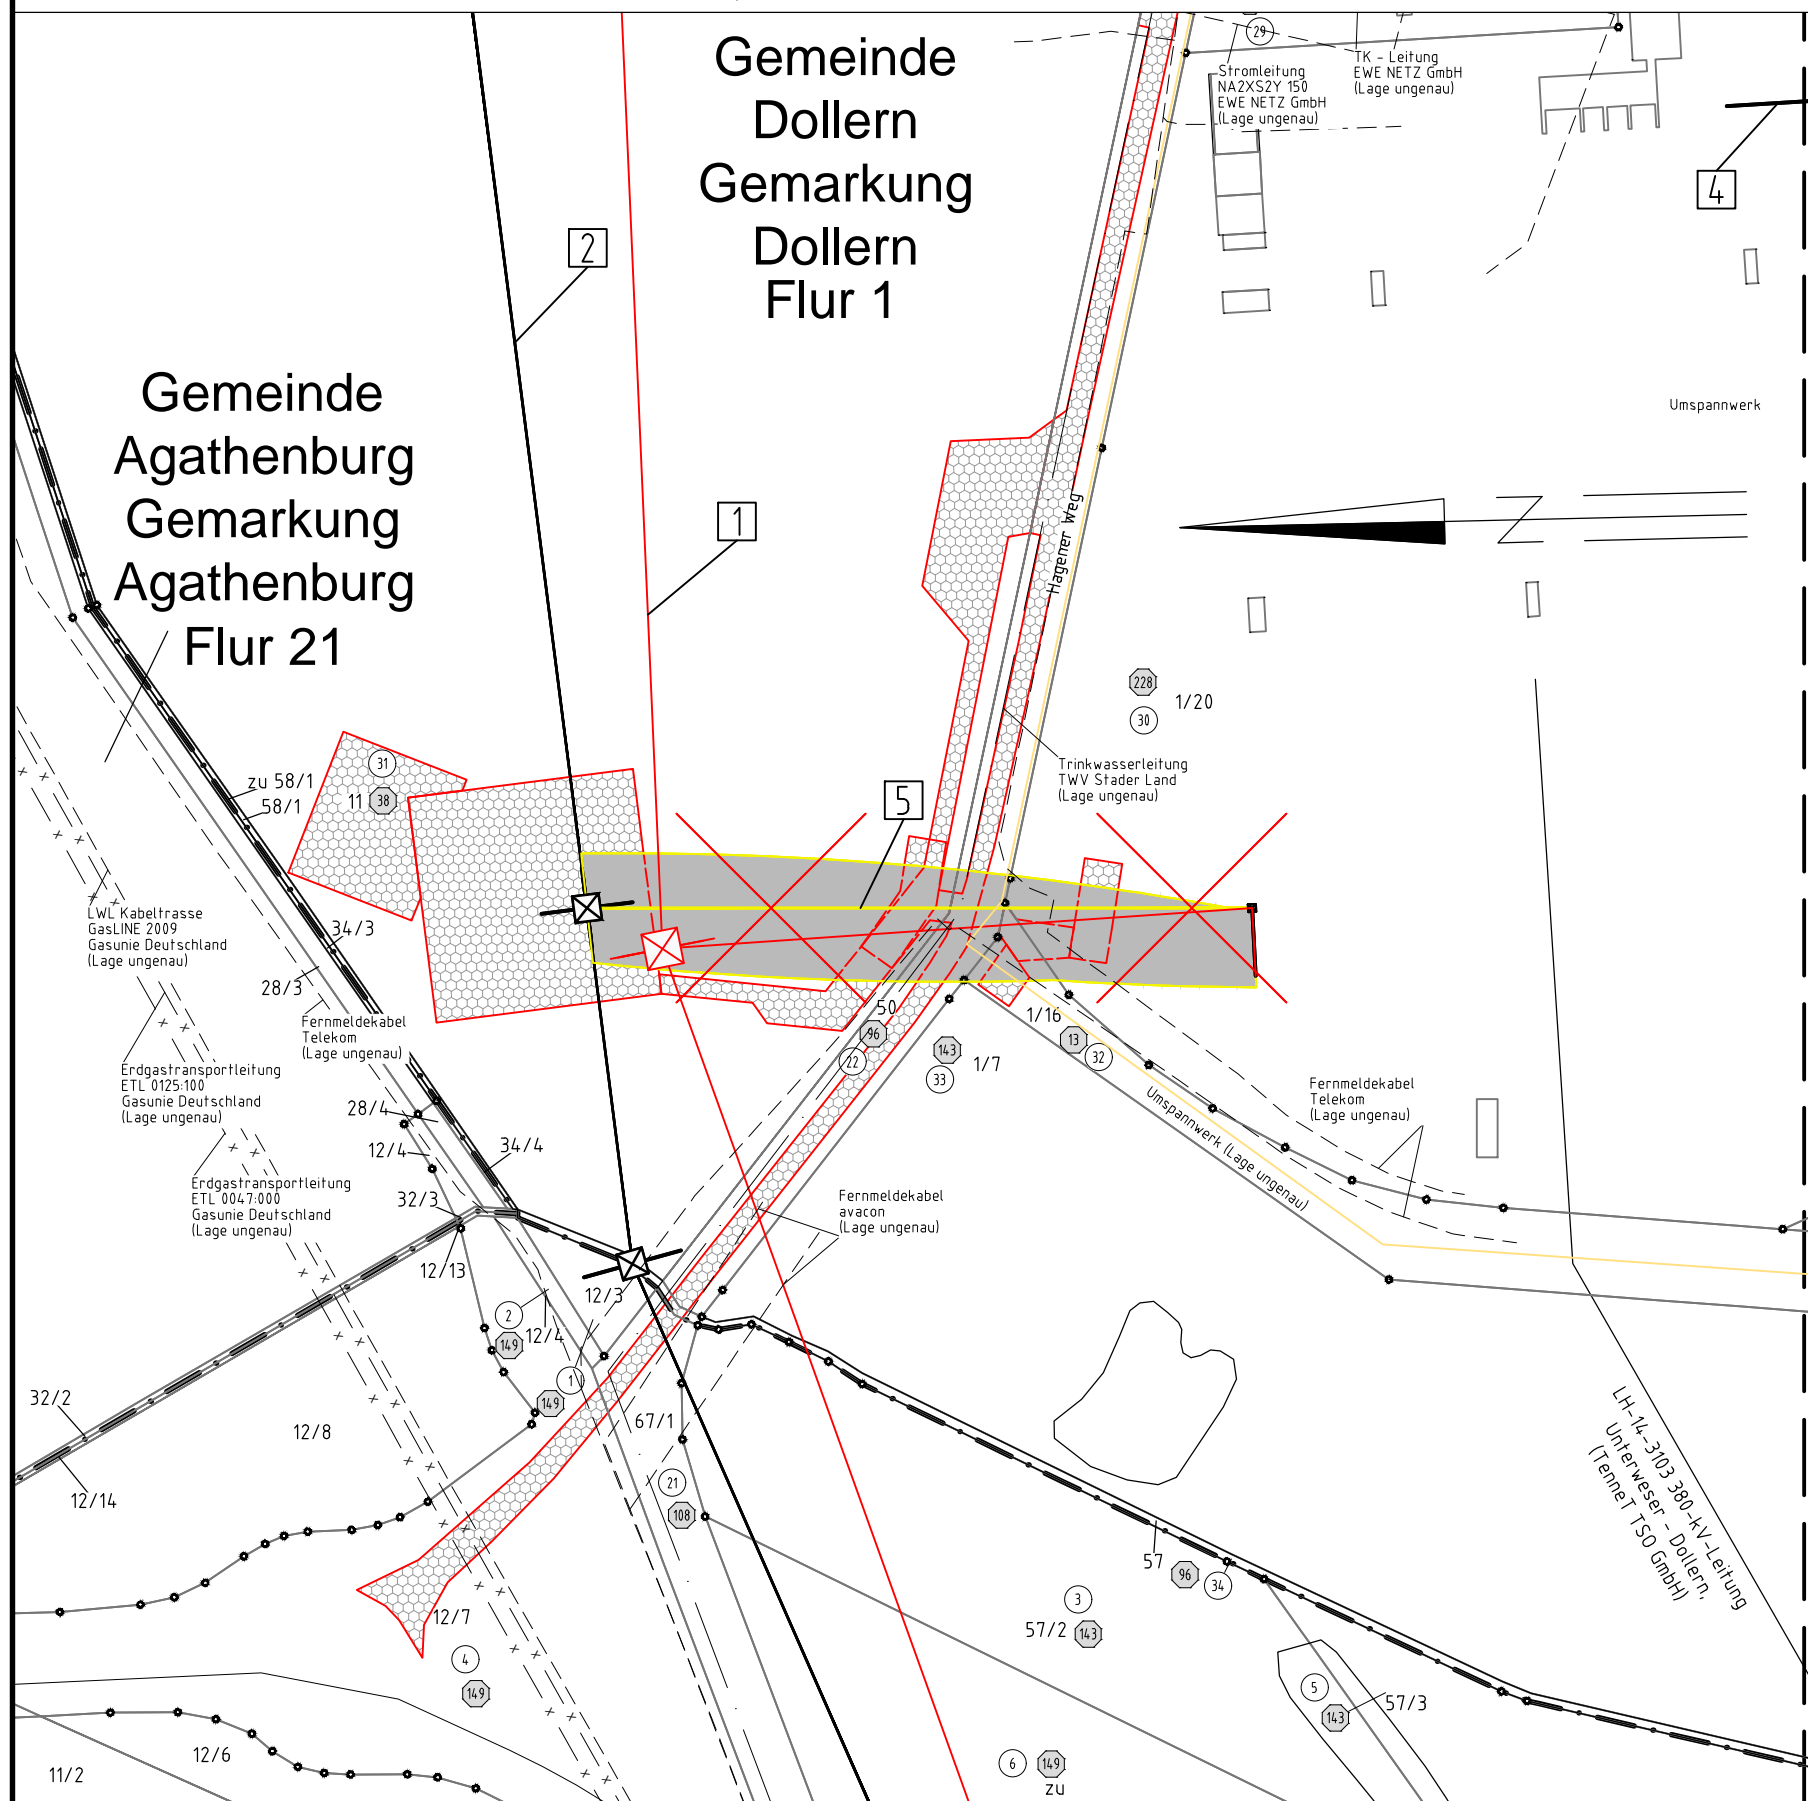 Gemeinde
Dollern
Gemarkung
Dollern
Flur 1
29
Stromleitung
NA2XS2Y 150
EWE NETZ GmbH
(Lage ungenau)
TK - Leitung
EWE NETZ GmbH
(Lage ungenau)
4
2
Gemeinde
Agathenburg
Gemarkung
Agathenburg
Flur 21
Umspannwerk
1
Hagener Weg
Z
228
1/20
30
Trinkwasserleitung
TWV Stader Land
(Lage ungenau)
31
zu 58/1
58/1
11
38
5
LWL Kabeltrasse
GasLINE 2009
Gasunie Deutschland
(Lage ungenau)
34/3
28/3
Fernmeldekabel
Telekom
(Lage ungenau)
50
96
22
143
33
1/7
1/16
13
32
Erdgastransportleitung
ETL 0125:100
Gasunie Deutschland
(Lage ungenau)
28/4
12/4
34/4
Fernmeldekabel
Telekom
(Lage ungenau)
Umspannwerk (Lage ungenau)
Erdgastransportleitung
ETL 0047:000
Gasunie Deutschland
(Lage ungenau)
32/3
Fernmeldekabel
avacon
(Lage ungenau)
12/13
12/3
2
149
12/4
1
149
32/2
12/8
67/1
12/14
21
108
LH-14-3103 380-kV-Leitung
Unterweser - Dollern,
(TenneT TSO GmbH)
57
96
34
3
57/2
143
12/7
4
149
5
143
57/3
12/6
11/2
6
149
zu